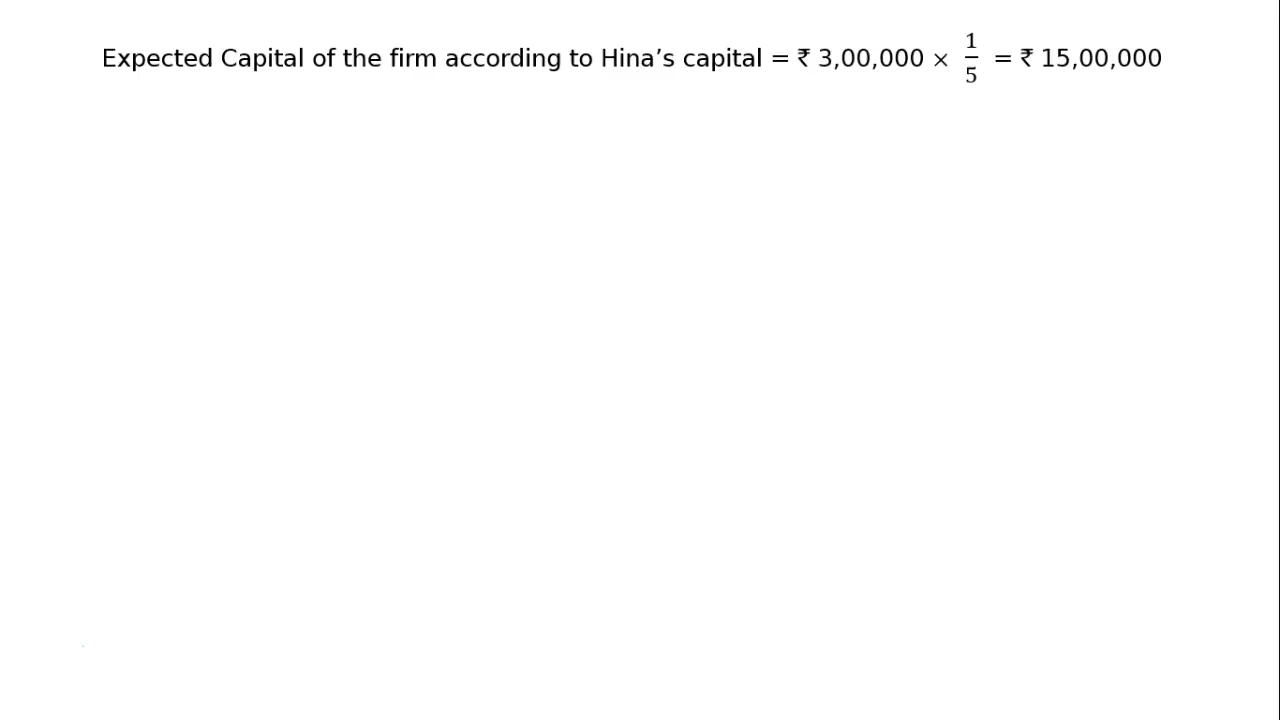 Expected Capital of the firm according to Hina’s capital = ₹ 3,00,000 × 1/5 = ₹ 15,00,000